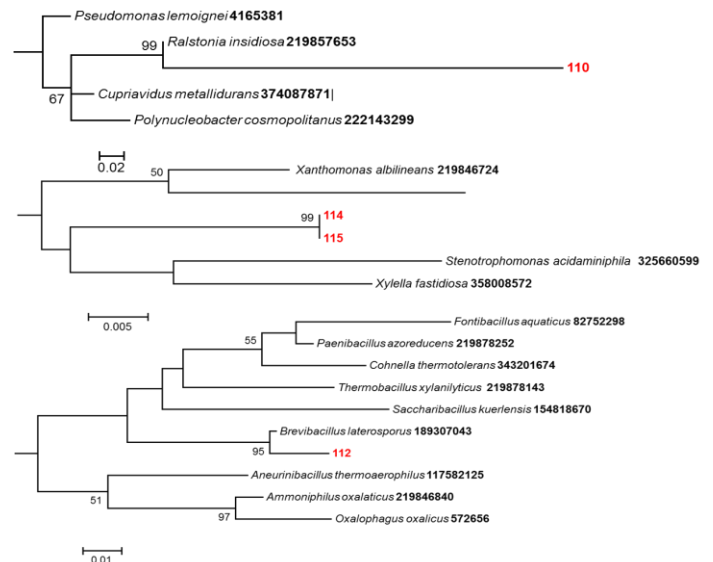 Pseudomonas lemoignei 4165381
Ralstonia insidiosa 219857653
99
110
67
Cupriavidus metallidurans 374087871|
Polynucleobacter cosmopolitanus 222143299
0.02
50
Xanthomonas albilineans 219846724
99
114
115
Stenotrophomonas acidaminiphila 325660599
Xylella fastidiosa 358008572
0.005
Fontibacillus aquaticus 82752298
55
Paenibacillus azoreducens 219878252
Cohnella thermotolerans 343201674
Thermobacillus xylanilyticus 219878143
Saccharibacillus kuerlensis 154818670
Brevibacillus laterosporus 189307043
95
112
Aneurinibacillus thermoaerophilus 117582125
51
Ammoniphilus oxalaticus 219846840
97
Oxalophagus oxalicus 572656
0.01